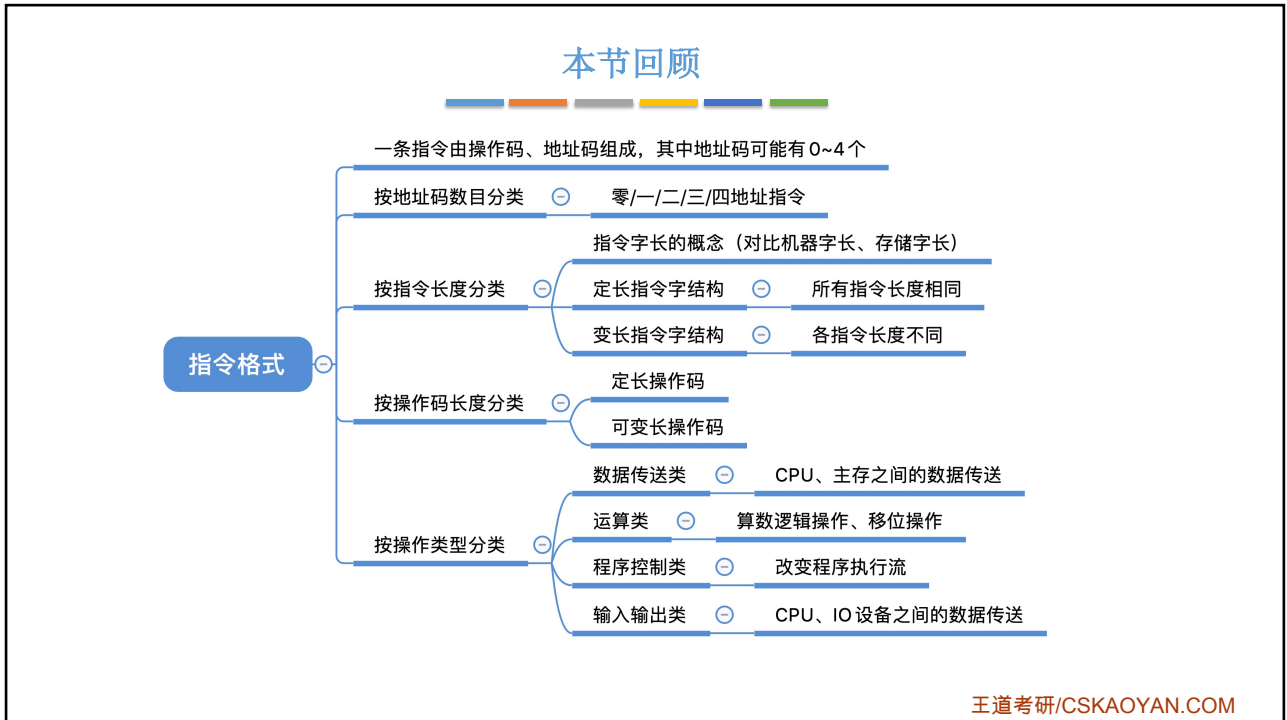 本节回顾
指令格式
一条指令由操作码、地址码组成，其中地址码可能有0~4个
按地址码数目分类
零/一/二/三/四地址指令
按指令长度分类
指令字长的概念（对比机器字长、存储字长）
定长指令字结构
所有指令长度相同
变长指令字结构
各指令长度不同
按操作码长度分类
定长操作码
可变长操作码
按操作类型分类
数据传送类
CPU、主存之间的数据传送
运算类
算数逻辑操作、移位操作
程序控制类
改变程序执行流
输入输出类
CPU、IO设备之间的数据传送
王道考研/CSKAOYAN.COM